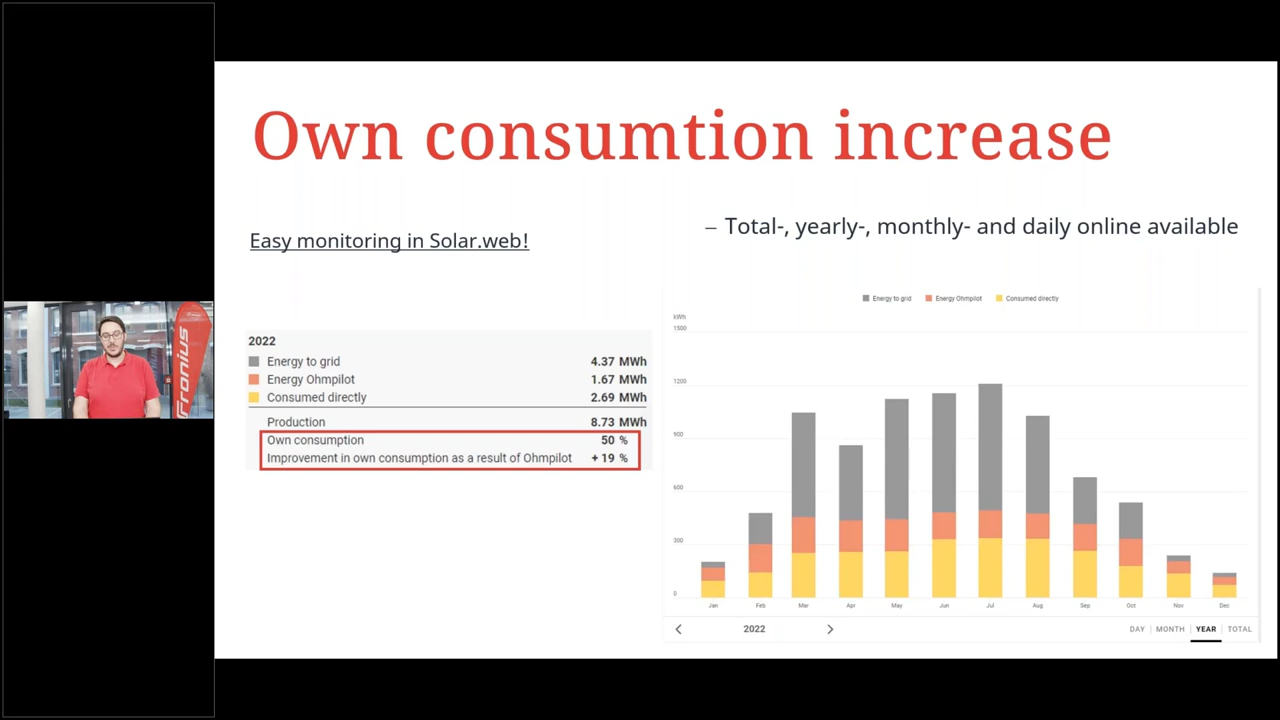 Own consumtion increase
Easy monitoring in Solar.web!
– Total-, yearly-, monthly- and daily online available
2022
Energy to grid 4.37 MWh
Energy Ohmpilot 1.67 MWh
Consumed directly 2.69 MWh
Production 8.73 MWh
Own consumption 50 %
Improvement in own consumption as a result of Ohmpilot + 19 %
Energy to grid Energy Ohmpilot Consumed directly
kWh
1500
1200
900
600
300
0
Jan Feb Mar Apr May Jun Jul Aug Sep Oct Nov Dec
2022
DAY MONTH YEAR TOTAL
Fronius